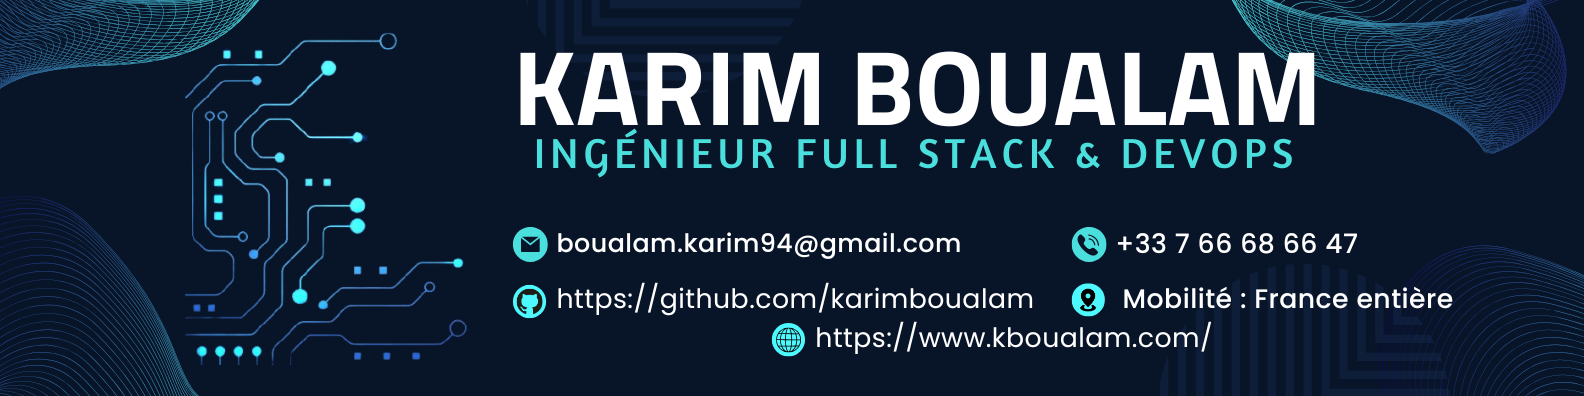 KARIM BOUALAM
INGÉNIEUR FULL STACK & DEVOPS
boualam.karim94@gmail.com
+33 7 66 68 66 47
https://github.com/karimboualam
Mobilité : France entière
https://www.kboualam.com/